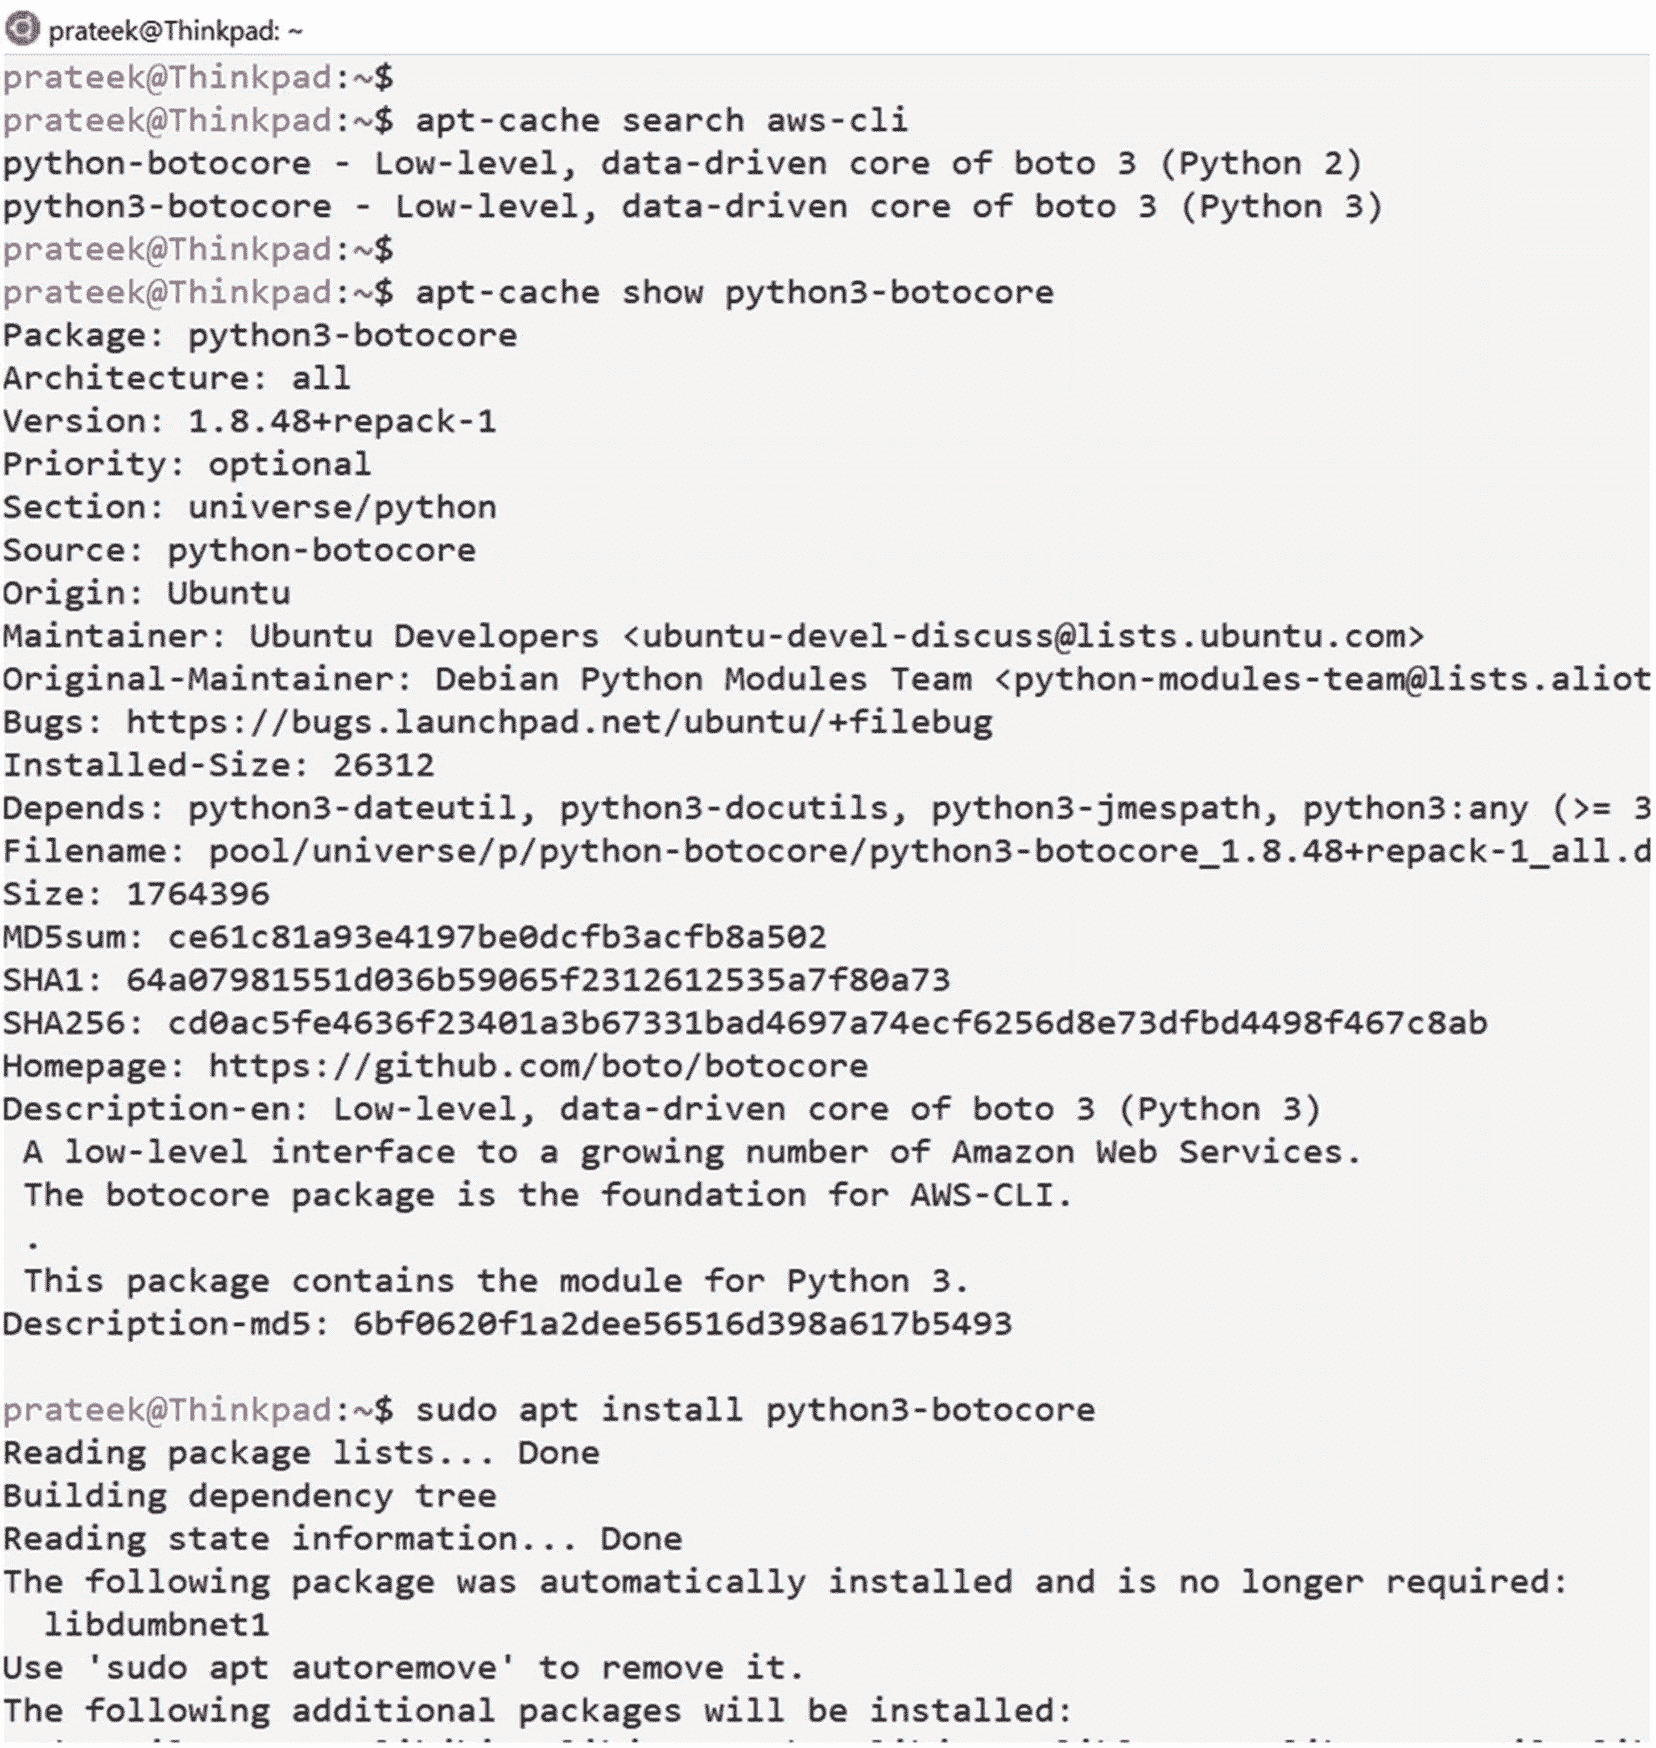 prateek@Thinkpad: ~
prateek@Thinkpad:~$
prateek@Thinkpad:~$ apt-cache search aws-cli
python-botocore - Low-level, data-driven core of boto 3 (Python 2)
python3-botocore - Low-level, data-driven core of boto 3 (Python 3)
prateek@Thinkpad:~$
prateek@Thinkpad:~$ apt-cache show python3-botocore
Package: python3-botocore
Architecture: all
Version: 1.8.48+repack-1
Priority: optional
Section: universe/python
Source: python-botocore
Origin: Ubuntu
Maintainer: Ubuntu Developers <ubuntu-devel-discuss@lists.ubuntu.com>
Original-Maintainer: Debian Python Modules Team <python-modules-team@lists.aliot
Bugs: https://bugs.launchpad.net/ubuntu/+filebug
Installed-Size: 26312
Depends: python3-dateutil, python3-docutils, python3-jmespath, python3:any (>= 3
Filename: pool/universe/p/python-botocore/python3-botocore_1.8.48+repack-1_all.d
Size: 1764396
MD5sum: ce61c81a93e4197be0dcfb3acfb8a502
SHA1: 64a07981551d036b59065f2312612535a7f80a73
SHA256: cd0ac5fe4636f23401a3b67331bad4697a74ecf6256d8e73dfbd4498f467c8ab
Homepage: https://github.com/boto/botocore
Description-en: Low-level, data-driven core of boto 3 (Python 3)
 A low-level interface to a growing number of Amazon Web Services.
 The botocore package is the foundation for AWS-CLI.
 .
 This package contains the module for Python 3.
Description-md5: 6bf0620f1a2dee56516d398a617b5493
prateek@Thinkpad:~$ sudo apt install python3-botocore
Reading package lists... Done
Building dependency tree
Reading state information... Done
The following package was automatically installed and is no longer required:
  libdumbnet1
Use 'sudo apt autoremove' to remove it.
The following additional packages will be installed: